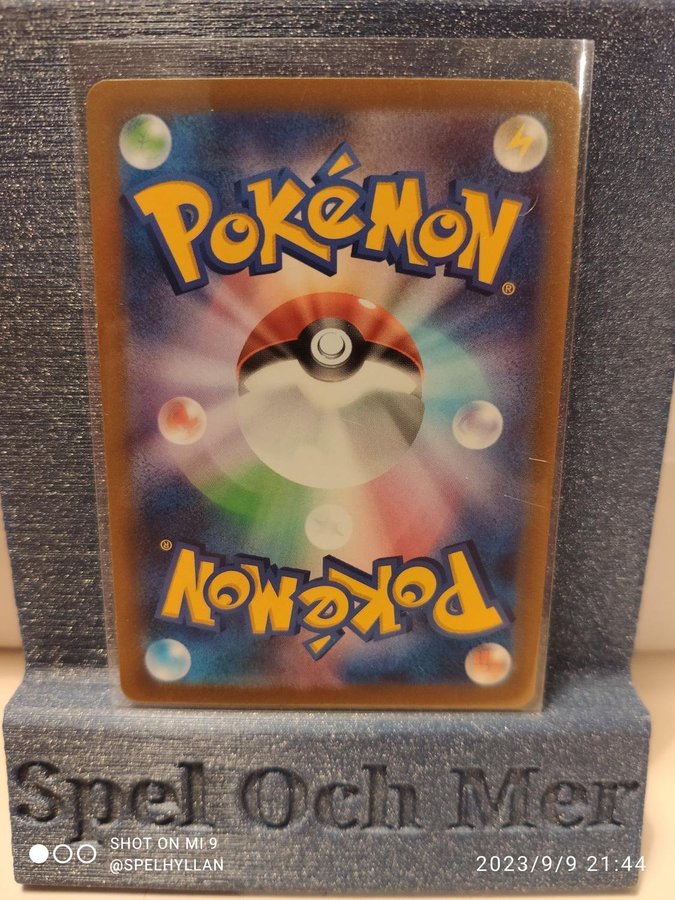 POKéMON
®
®
POKéMON
Spel Och Mer
SHOT ON MI 9
@SPELHYLLAN
2023/9/9 21:44